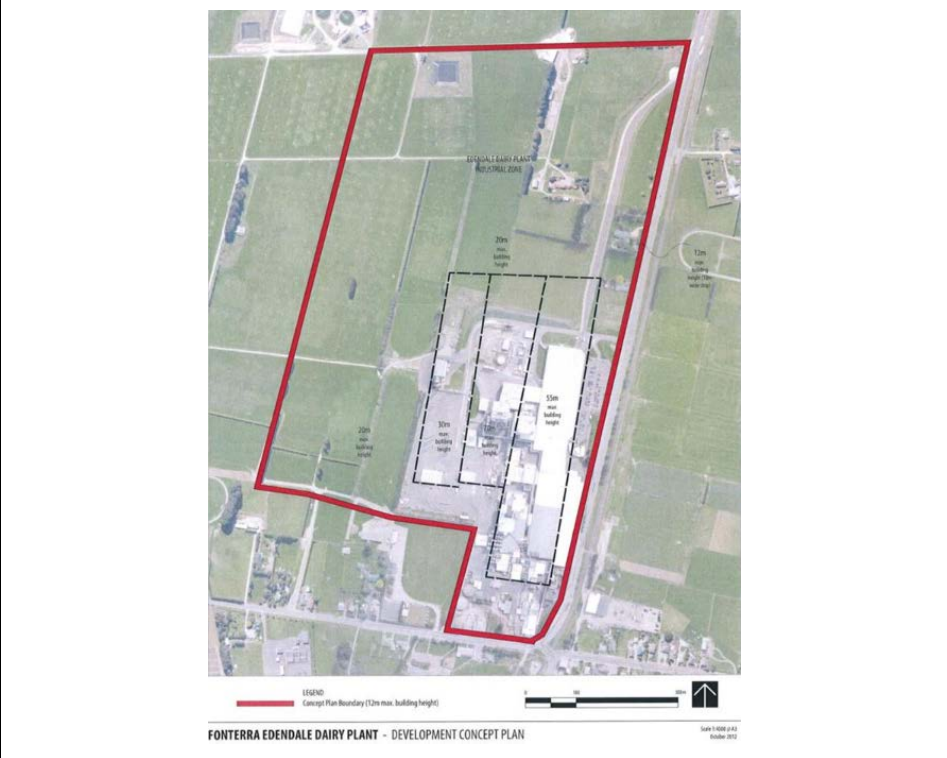 EDENDALE DAIRY PLANT
INDUSTRIAL ZONE
20m
max.
building
height
12m
max
building
30m
max
building
height
building
height
55m
max
building
height
20m
max
building
height
LEGEND
Concept Plan Boundary (12m max. building height)
0
FONTERRA EDENDALE DAIRY PLANT - DEVELOPMENT CONCEPT PLAN
October 2012